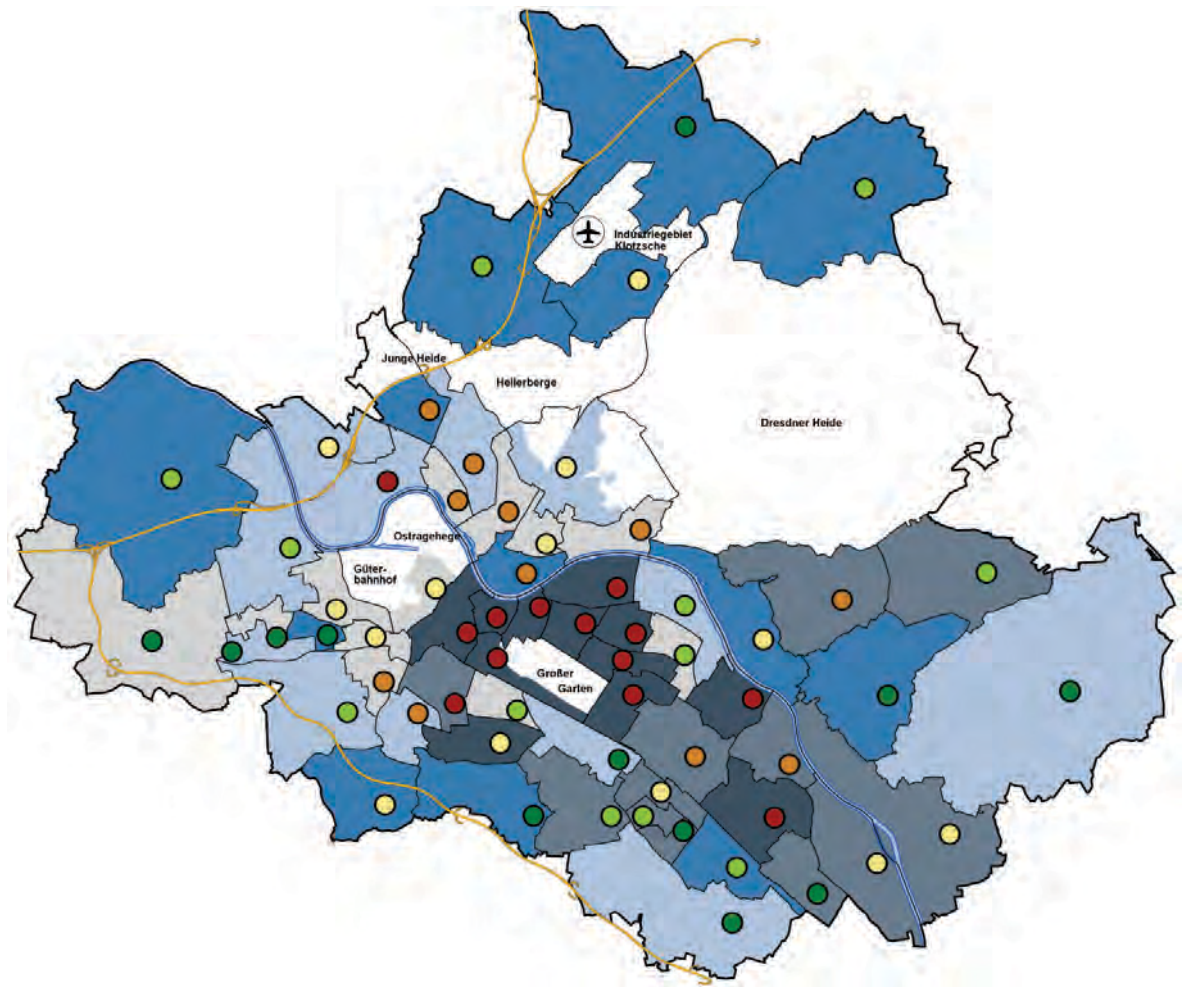 Industriegebiet
Klotzsche
Junge Heide
Hellerberge
Dresdner Heide
Ostragehege
Güter-
bahnhof
Großer
Garten